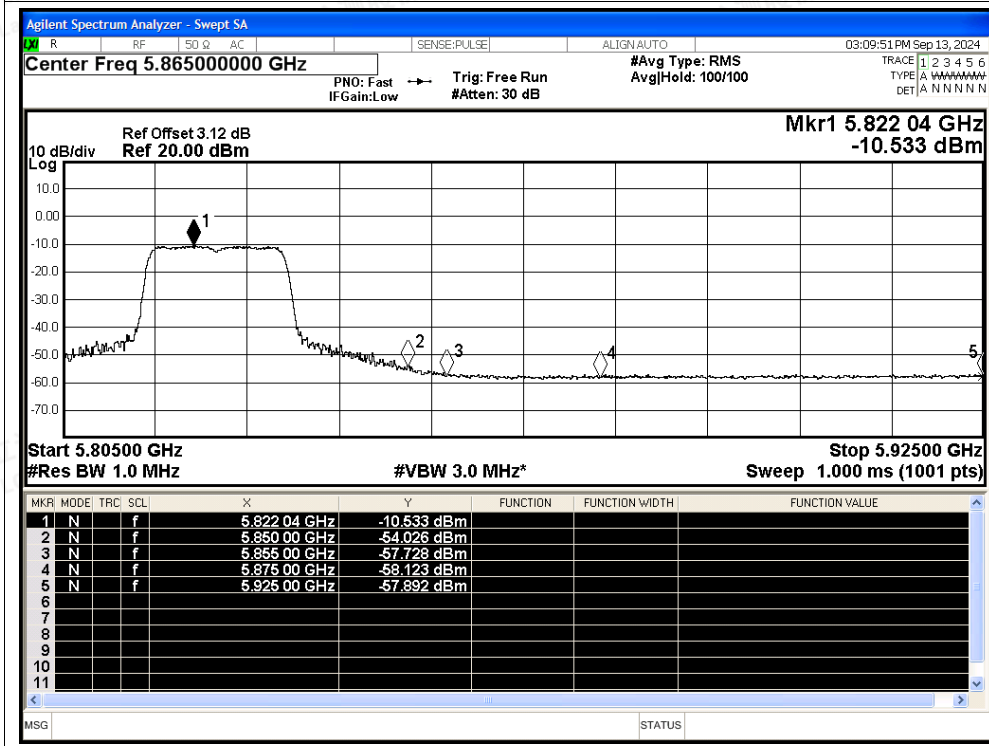 Agilent Spectrum Analyzer - Swept SA
LXI R RF 50 Ω AC SENSE:PULSE ALIGN AUTO 03:09:51 PM Sep 13, 2024
Center Freq 5.865000000 GHz #Avg Type: RMS TRACE 1 2 3 4 5 6
PNO: Fast Trig: Free Run Avg|Hold: 100/100 TYPE A WWWWW
IFGain:Low #Atten: 30 dB DET A N N N N N
Mkr1 5.822 04 GHz
-10.533 dBm
Ref Offset 3.12 dB
10 dB/div Ref 20.00 dBm
Log
10.0
0.00
-10.0
-20.0
-30.0
-40.0
-50.0
-60.0
-70.0
1
2
3
4
5
Start 5.80500 GHz Stop 5.92500 GHz
#Res BW 1.0 MHz #VBW 3.0 MHz* Sweep 1.000 ms (1001 pts)
MKR MODE TRC SCL X Y FUNCTION FUNCTION WIDTH FUNCTION VALUE
1 N f 5.822 04 GHz -10.533 dBm
2 N f 5.850 00 GHz -54.026 dBm
3 N f 5.855 00 GHz -57.728 dBm
4 N f 5.875 00 GHz -58.123 dBm
5 N f 5.925 00 GHz -57.892 dBm
6
7
8
9
10
11
MSG STATUS